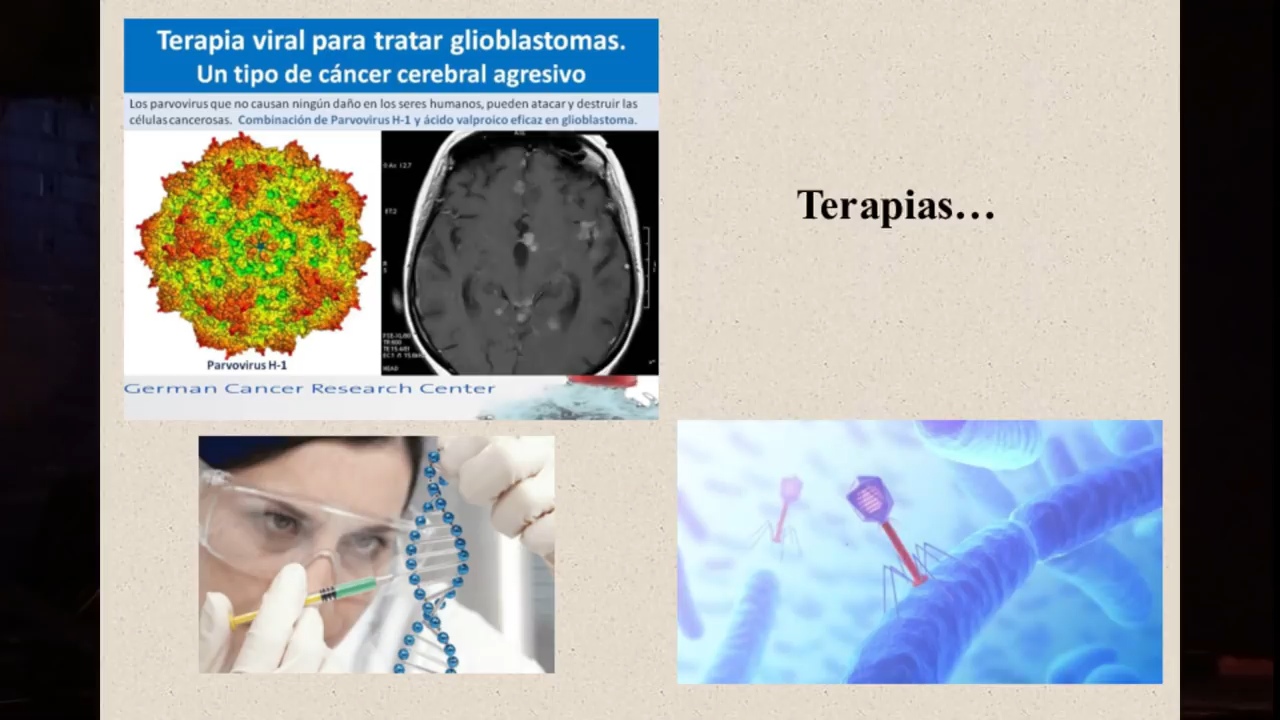 Terapia viral para tratar glioblastomas.
Un tipo de cáncer cerebral agresivo
Los parvovirus que no causan ningún daño en los seres humanos, pueden atacar y destruir las
células cancerosas. Combinación de Parvovirus H-1 y ácido valproico eficaz en glioblastoma.
Parvovirus H-1
HEAD
German Cancer Research Center
Terapias…